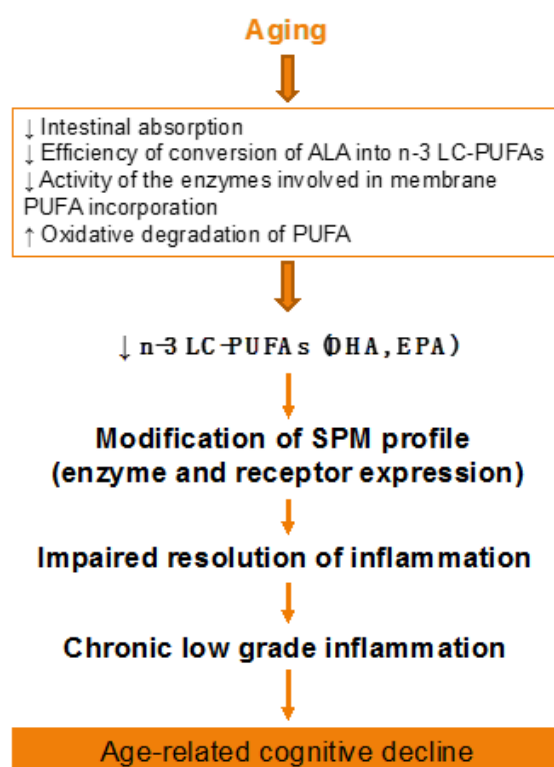 Aging
↓ Intestinal absorption
↓ Efficiency of conversion of ALA into n-3 LC-PUFAs
↓ Activity of the enzymes involved in membrane
PUFA incorporation
↑ Oxidative degradation of PUFA
↓ n-3 LC-PUFAs (DHA, EPA)
Modification of SPM profile
(enzyme and receptor expression)
Impaired resolution of inflammation
Chronic low grade inflammation
Age-related cognitive decline